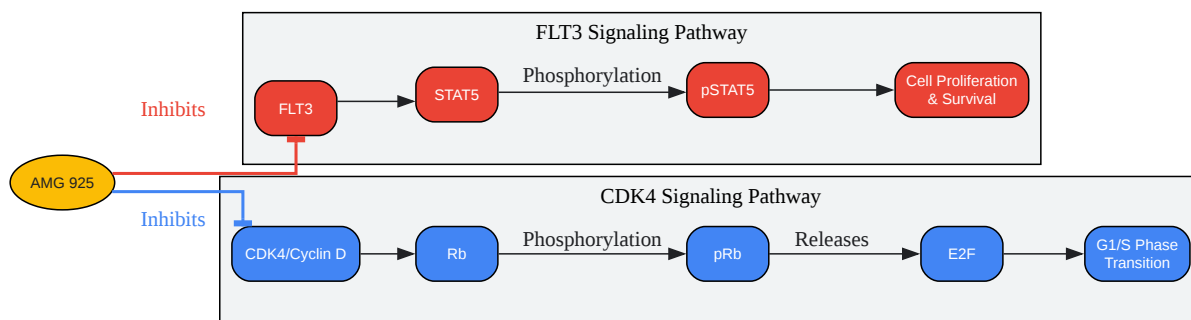 FLT3 Signaling Pathway
Phosphorylation
Cell Proliferation
& Survival
STAT5
pSTAT5
FLT3
Inhibits
AMG 925
CDK4 Signaling Pathway
Inhibits
Phosphorylation
Releases
G1/S Phase
Transition
CDK4/Cyclin D
Rb
pRb
E2F